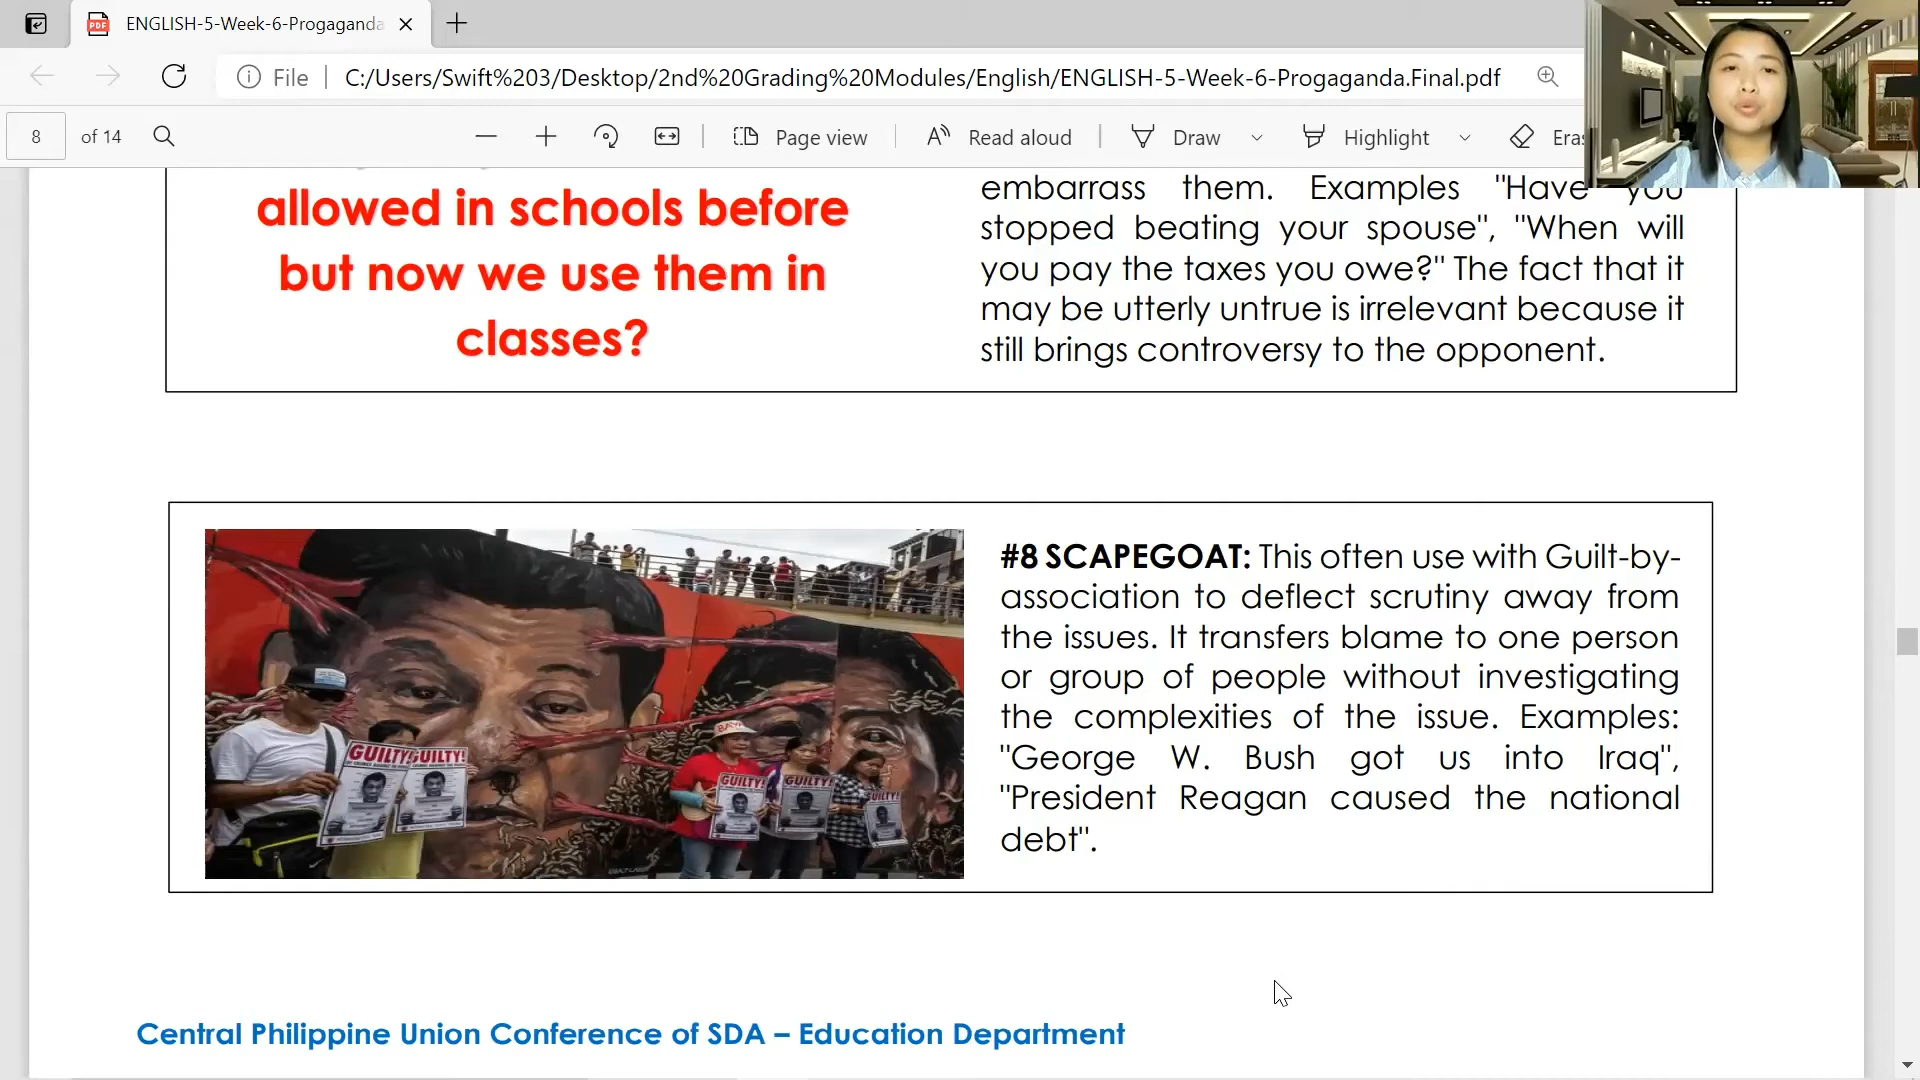 ENGLISH-5-Week-6-Progaganda
File
C:/Users/Swift%203/Desktop/2nd%20Grading%20Modules/English/ENGLISH-5-Week-6-Progaganda.Final.pdf
8 of 14
Page view
Read aloud
Draw
Highlight
Eras
allowed in schools before
but now we use them in
classes?
embarrass them. Examples "Have you
stopped beating your spouse", "When will
you pay the taxes you owe?" The fact that it
may be utterly untrue is irrelevant because it
still brings controversy to the opponent.
GUILTY!
GUILTY!
GUILTY!
GUILTY!
GUILTY!
#8 SCAPEGOAT: This often use with Guilt-by-
association to deflect scrutiny away from
the issues. It transfers blame to one person
or group of people without investigating
the complexities of the issue. Examples:
"George W. Bush got us into Iraq",
"President Reagan caused the national
debt".
Central Philippine Union Conference of SDA – Education Department